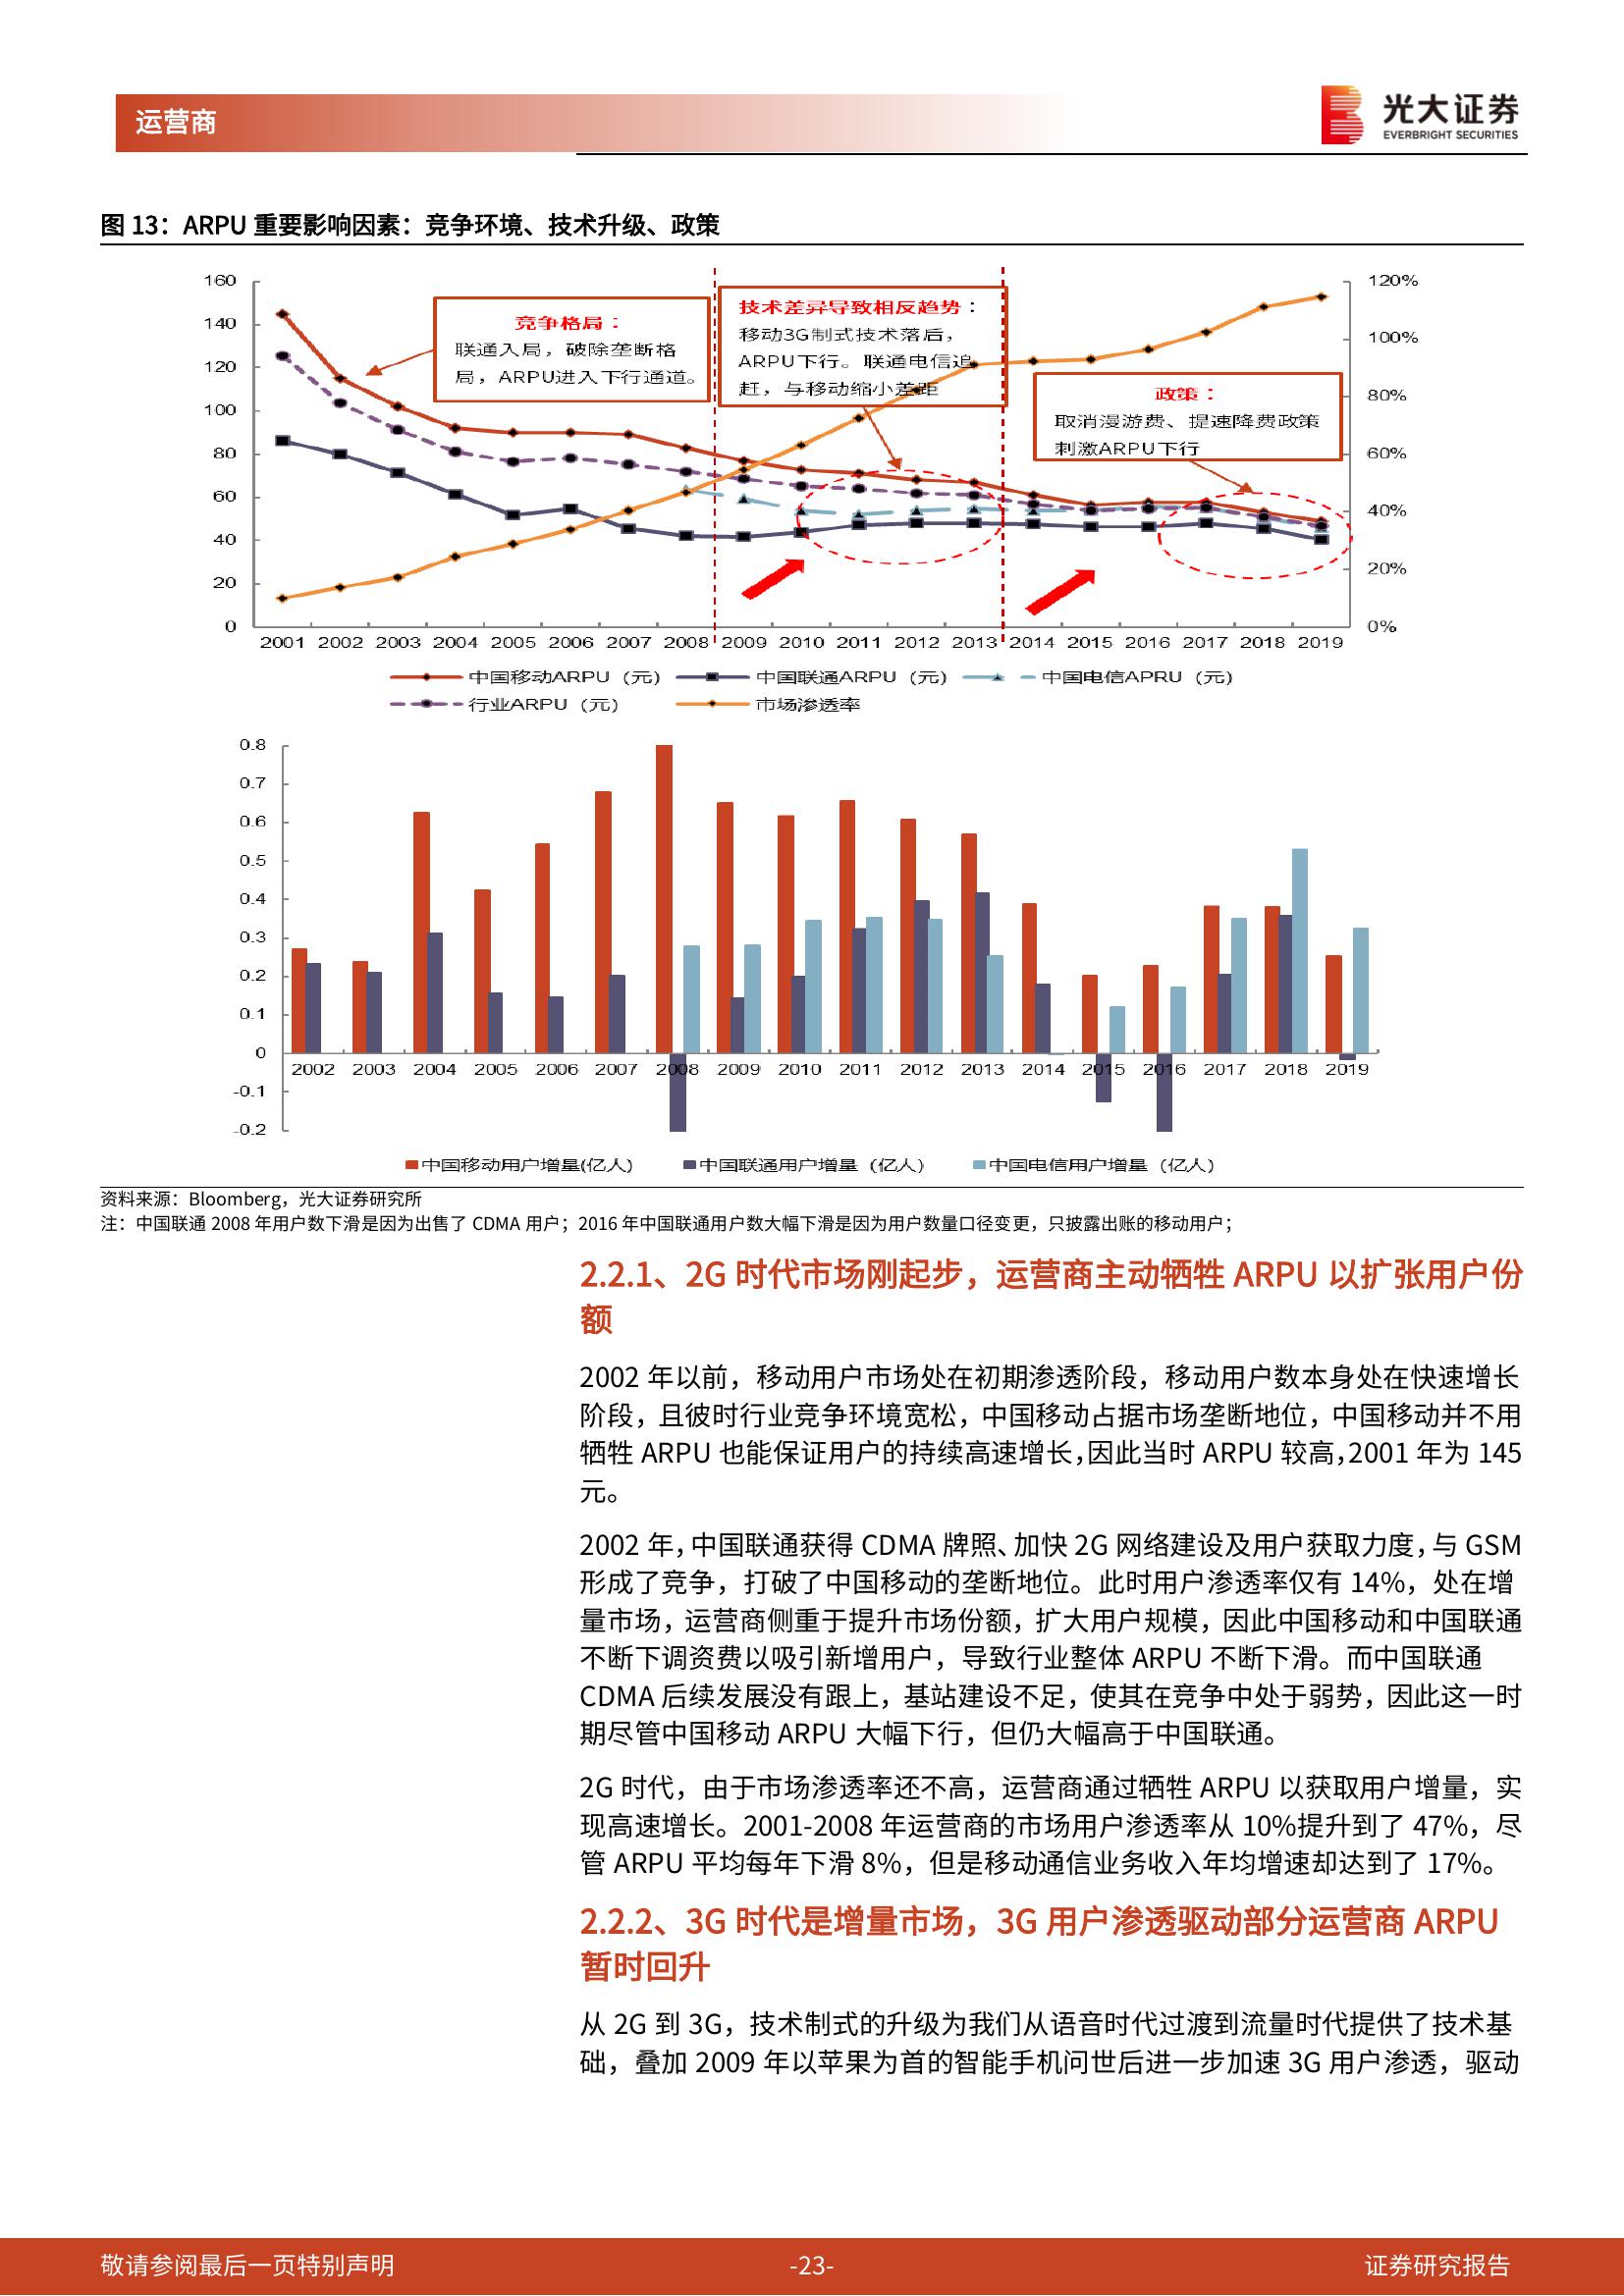 运营商
光大证券
EVERBRIGHT SECURITIES
图 13：ARPU 重要影响因素：竞争环境、技术升级、政策
160
140
120
100
80
60
40
20
0
120%
100%
80%
60%
40%
20%
0%
竞争格局：
联通入局，破除垄断格
局，ARPU进入下行通道。
技术差异导致相反趋势：
移动3G制式技术落后，
ARPU下行。联通电信追
赶，与移动缩小差距
政策：
取消漫游费、提速降费政策
刺激ARPU下行
2001 2002 2003 2004 2005 2006 2007 2008 2009 2010 2011 2012 2013 2014 2015 2016 2017 2018 2019
中国移动ARPU（元） 中国联通ARPU（元） 中国电信APRU（元）
行业ARPU（元） 市场渗透率
0.8
0.7
0.6
0.5
0.4
0.3
0.2
0.1
0
-0.1
-0.2
2002 2003 2004 2005 2006 2007 2008 2009 2010 2011 2012 2013 2014 2015 2016 2017 2018 2019
中国移动用户增量(亿人) 中国联通用户增量（亿人） 中国电信用户增量（亿人）
资料来源：Bloomberg，光大证券研究所
注：中国联通 2008 年用户数下滑是因为出售了 CDMA 用户；2016 年中国联通用户数大幅下滑是因为用户数量口径变更，只披露出账的移动用户；
2.2.1、2G 时代市场刚起步，运营商主动牺牲 ARPU 以扩张用户份
额
2002 年以前，移动用户市场处在初期渗透阶段，移动用户数本身处在快速增长
阶段，且彼时行业竞争环境宽松，中国移动占据市场垄断地位，中国移动并不用
牺牲 ARPU 也能保证用户的持续高速增长，因此当时 ARPU 较高，2001 年为 145
元。
2002 年，中国联通获得 CDMA 牌照、加快 2G 网络建设及用户获取力度，与 GSM
形成了竞争，打破了中国移动的垄断地位。此时用户渗透率仅有 14%，处在增
量市场，运营商侧重于提升市场份额，扩大用户规模，因此中国移动和中国联通
不断下调资费以吸引新增用户，导致行业整体 ARPU 不断下滑。而中国联通
CDMA 后续发展没有跟上，基站建设不足，使其在竞争中处于弱势，因此这一时
期尽管中国移动 ARPU 大幅下行，但仍大幅高于中国联通。
2G 时代，由于市场渗透率还不高，运营商通过牺牲 ARPU 以获取用户增量，实
现高速增长。2001-2008 年运营商的市场用户渗透率从 10%提升到了 47%，尽
管 ARPU 平均每年下滑 8%，但是移动通信业务收入年均增速却达到了 17%。
2.2.2、3G 时代是增量市场，3G 用户渗透驱动部分运营商 ARPU
暂时回升
从 2G 到 3G，技术制式的升级为我们从语音时代过渡到流量时代提供了技术基
础，叠加 2009 年以苹果为首的智能手机问世后进一步加速 3G 用户渗透，驱动
敬请参阅最后一页特别声明
-23-
证券研究报告